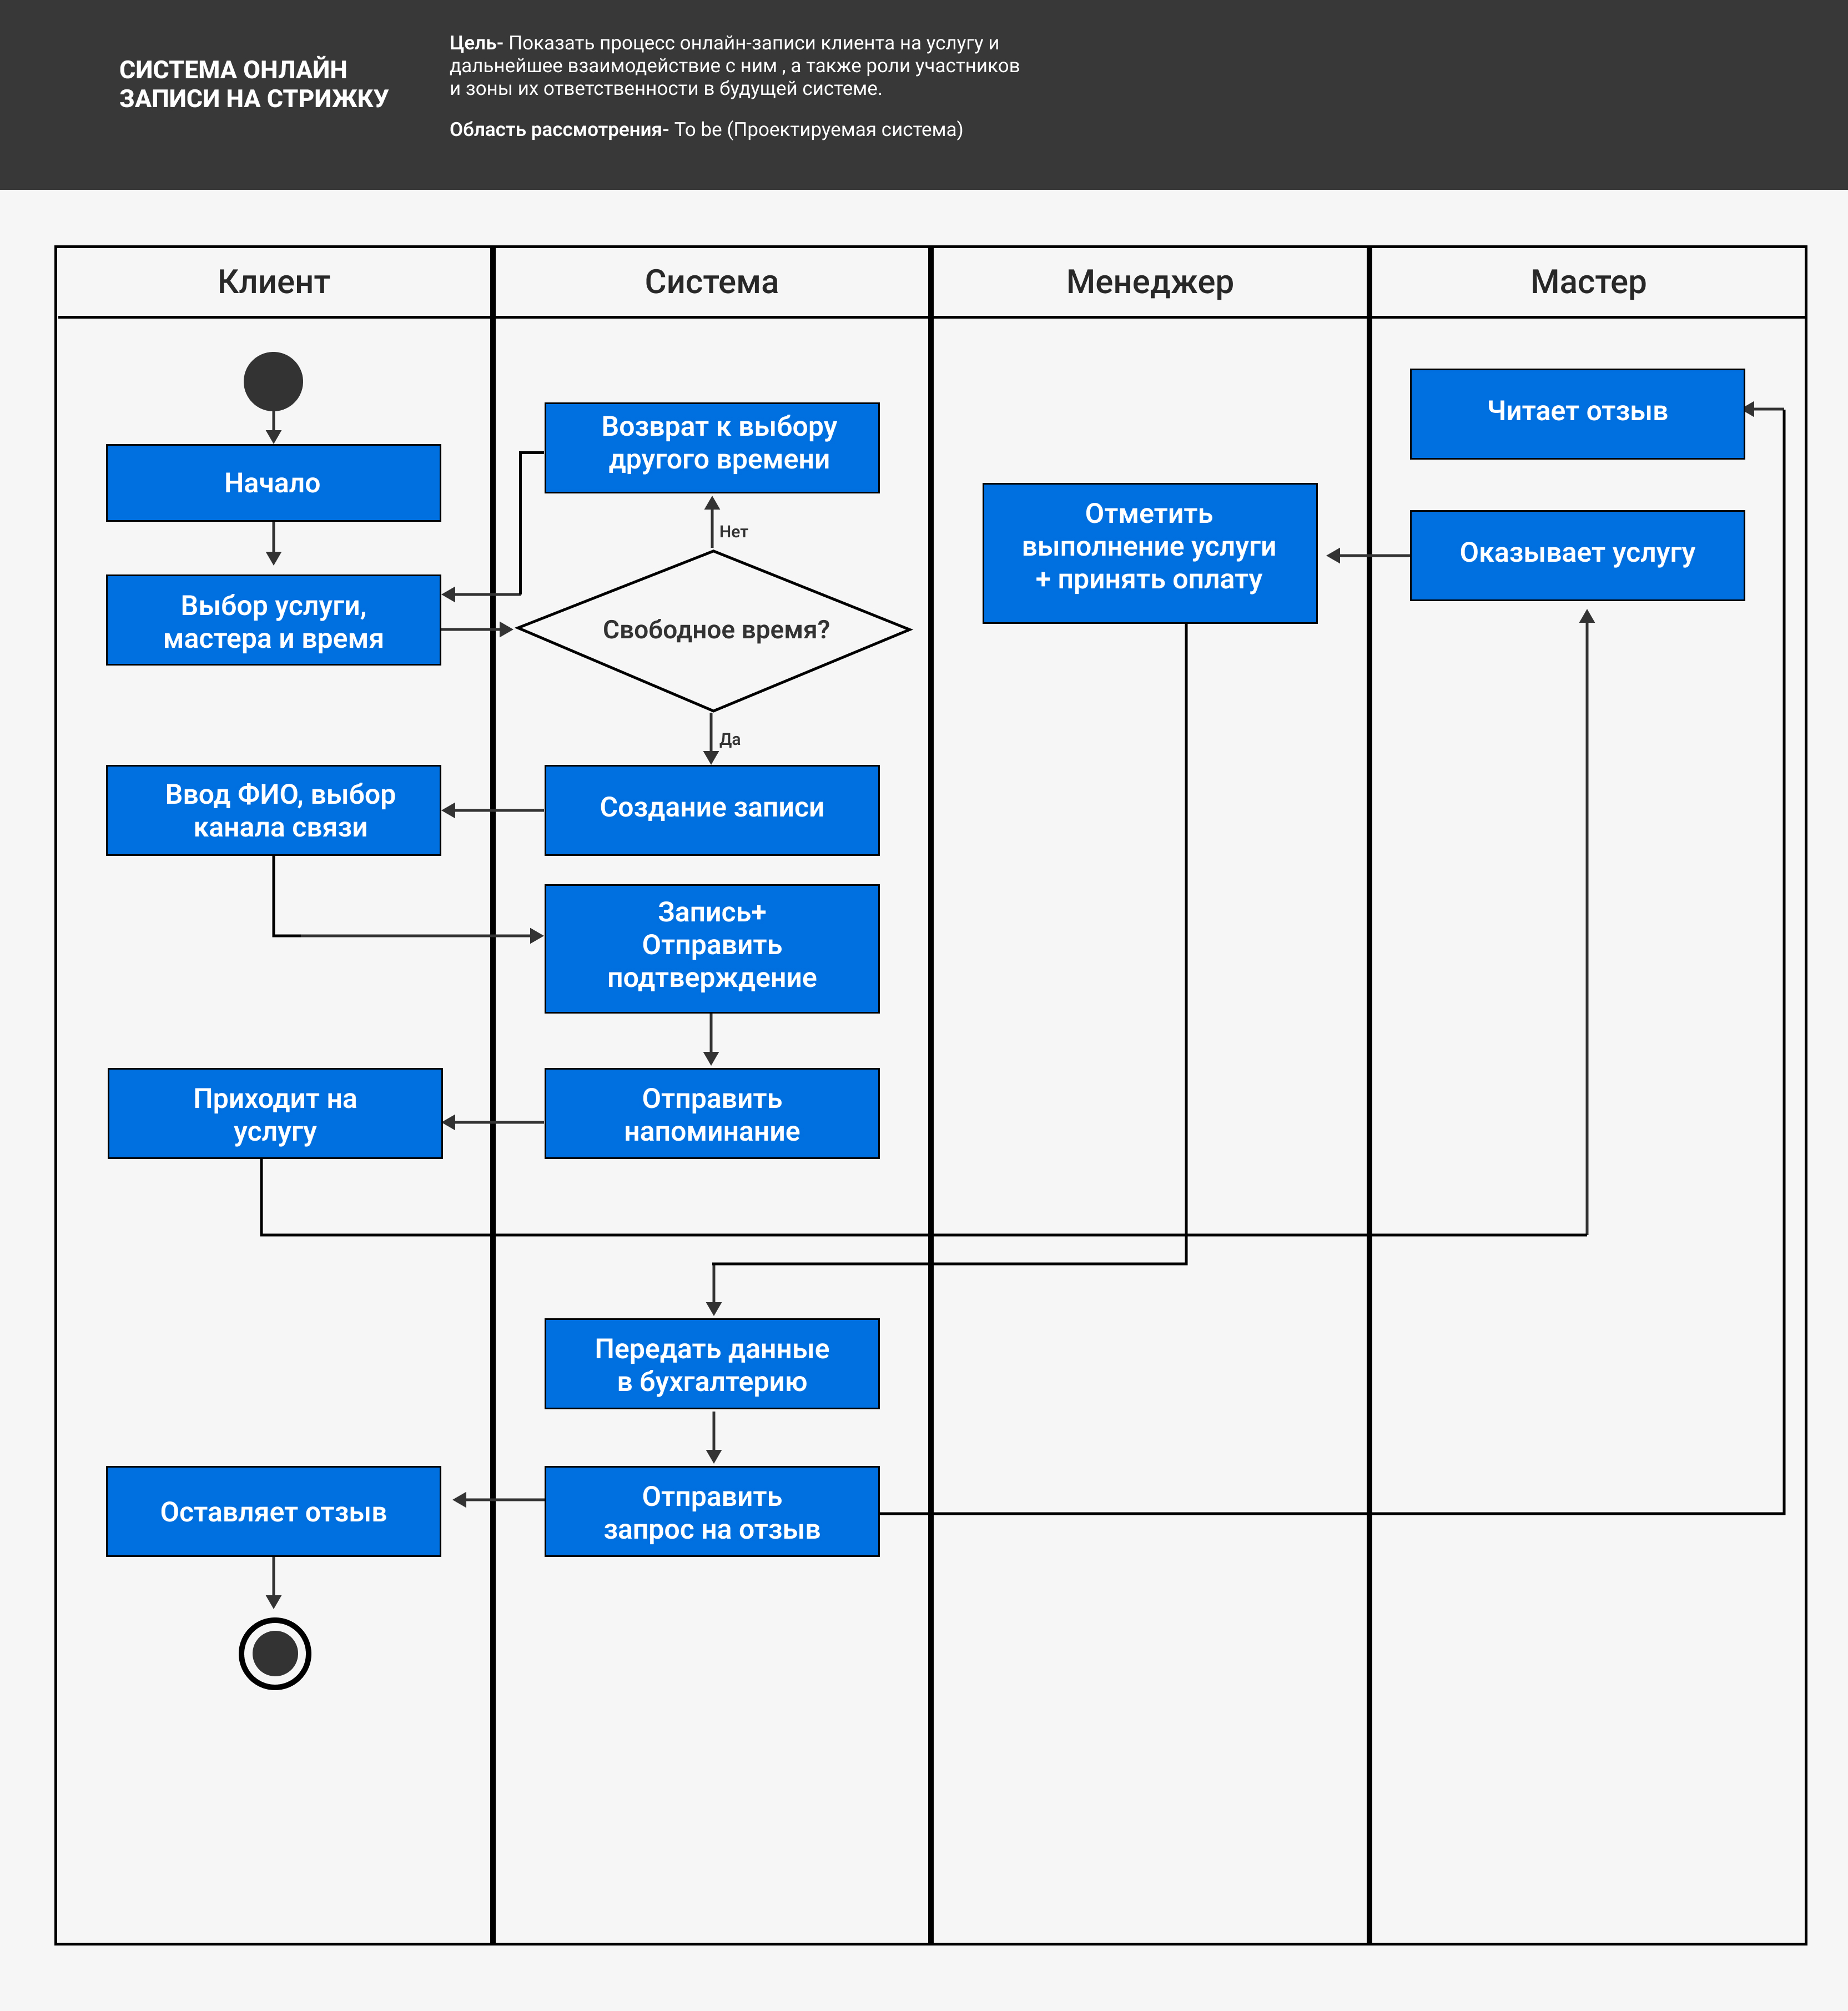 СИСТЕМА ОНЛАЙН
ЗАПИСИ НА СТРИЖКУ
Цель- Показать процесс онлайн-записи клиента на услугу и
дальнейшее взаимодействие с ним , а также роли участников
и зоны их ответственности в будущей системе.
Область рассмотрения- To be (Проектируемая система)
Клиент
Система
Менеджер
Мастер
Начало
Выбор услуги,
мастера и время
Возврат к выбору
другого времени
Нет
Свободное время?
Да
Создание записи
Ввод ФИО, выбор
канала связи
Запись+
Отправить
подтверждение
Отправить
напоминание
Приходит на
услугу
Читает отзыв
Оказывает услугу
Отметить
выполнение услуги
+ принять оплату
Передать данные
в бухгалтерию
Отправить
запрос на отзыв
Оставляет отзыв